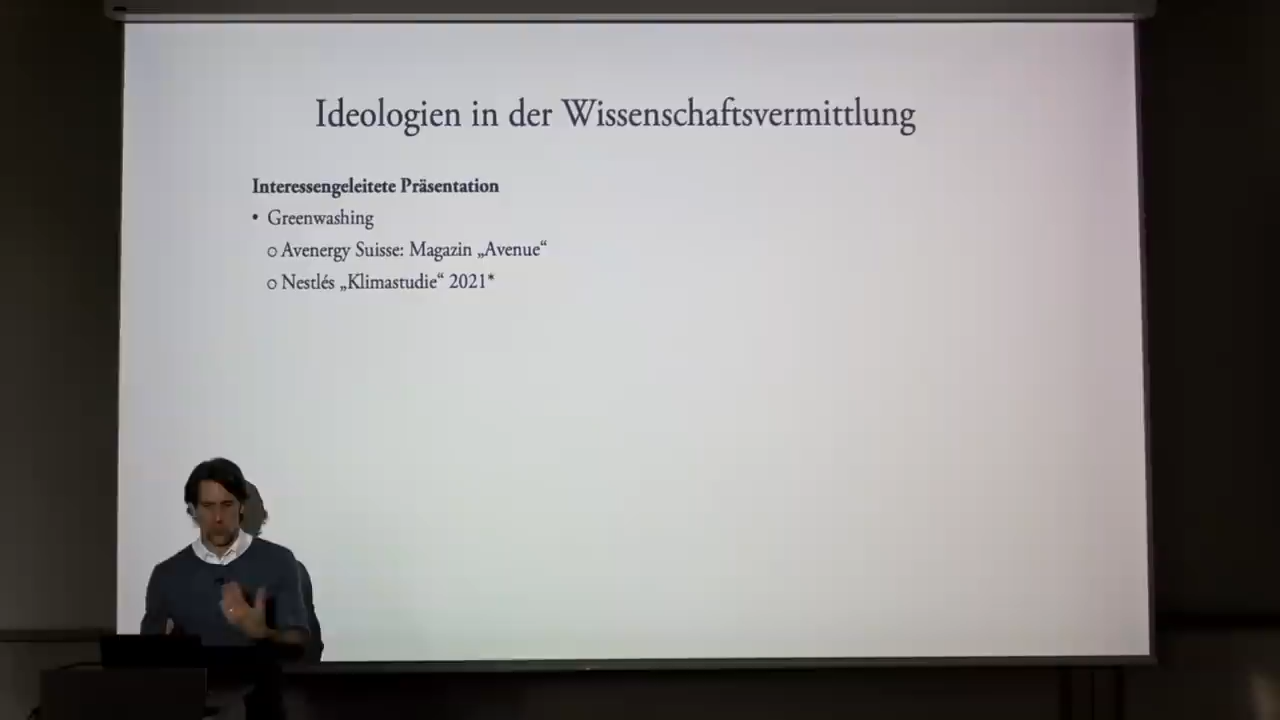 Ideologien in der Wissenschaftsvermittlung
Interessengeleitete Präsentation
• Greenwashing
o Avenergy Suisse: Magazin „Avenue“
o Nestlés „Klimastudie“ 2021*